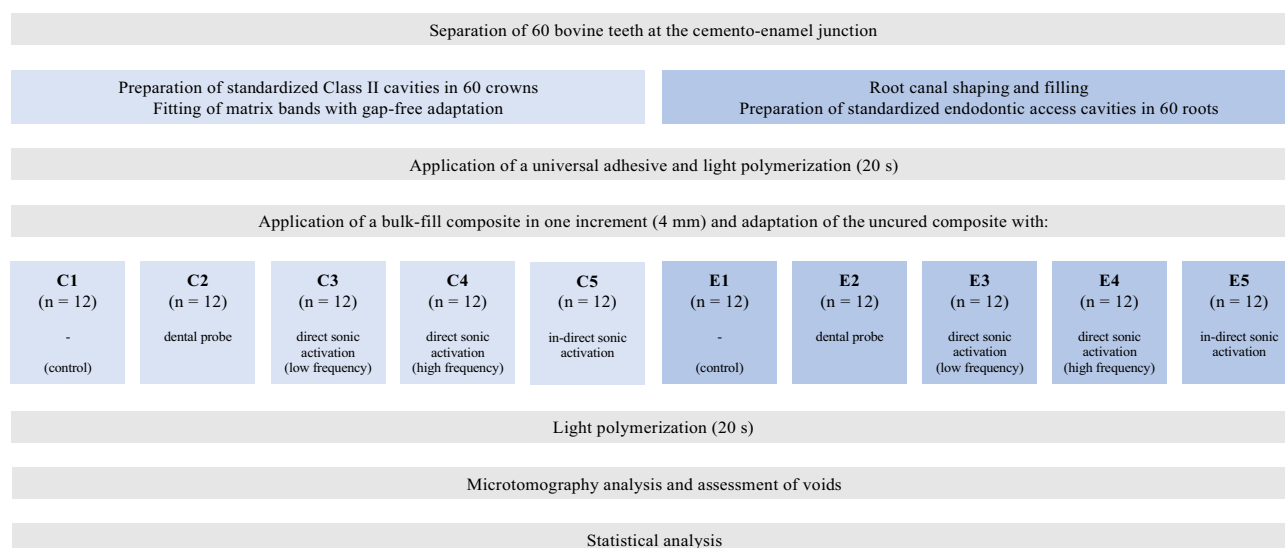 Separation of 60 bovine teeth at the cemento-enamel junction
Preparation of standardized Class II cavities in 60 crowns
Fitting of matrix bands with gap-free adaptation
Root canal shaping and filling
Preparation of standardized endodontic access cavities in 60 roots
Application of a universal adhesive and light polymerization (20 s)
Application of a bulk-fill composite in one increment (4 mm) and adaptation of the uncured composite with:
C1
(n = 12)
-
(control)
C2
(n = 12)
dental probe
C3
(n = 12)
direct sonic
activation
(low frequency)
C4
(n = 12)
direct sonic
activation
(high frequency)
C5
(n = 12)
in-direct sonic
activation
E1
(n = 12)
-
(control)
E2
(n = 12)
dental probe
E3
(n = 12)
direct sonic
activation
(low frequency)
E4
(n = 12)
direct sonic
activation
(high frequency)
E5
(n = 12)
in-direct sonic
activation
Light polymerization (20 s)
Microtomography analysis and assessment of voids
Statistical analysis